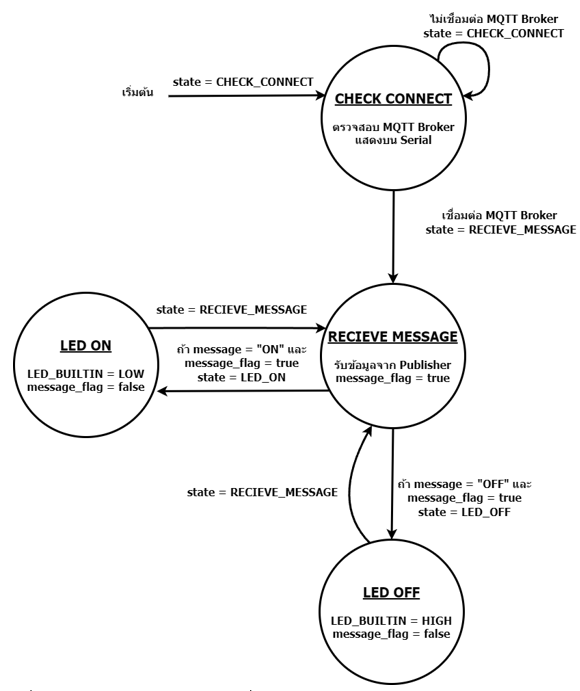 ไม่เชื่อมต่อ MQTT Broker
state = CHECK_CONNECT
เริ่มต้น
state = CHECK_CONNECT
CHECK CONNECT
ตรวจสอบ MQTT Broker
แสดงบน Serial
เชื่อมต่อ MQTT Broker
state = RECIEVE_MESSAGE
state = RECIEVE_MESSAGE
LED ON
LED_BUILTIN = LOW
message_flag = false
ถ้า message = "ON" และ
message_flag = true
state = LED_ON
RECIEVE MESSAGE
รับข้อมูลจาก Publisher
message_flag = true
state = RECIEVE_MESSAGE
ถ้า message = "OFF" และ
message_flag = true
state = LED_OFF
LED OFF
LED_BUILTIN = HIGH
message_flag = false